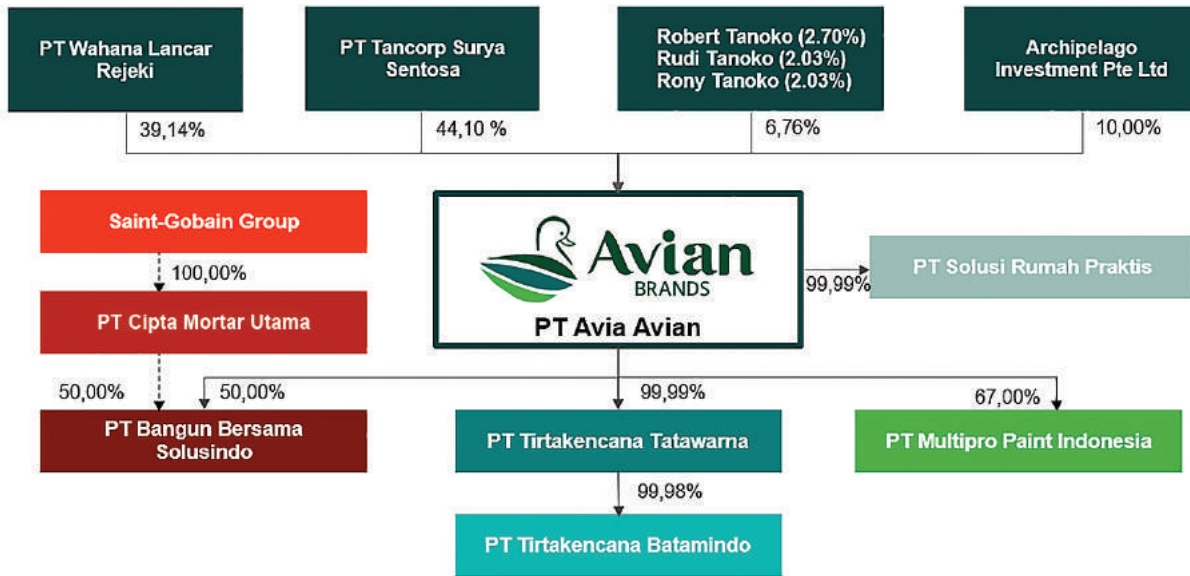 PT Wahana Lancar
Rejeki
PT Tancorp Surya
Sentosa
Robert Tanoko (2.70%)
Rudi Tanoko (2.03%)
Rony Tanoko (2.03%)
Archipelago
Investment Pte Ltd
39,14%
44,10 %
6,76%
10,00%
Saint-Gobain Group
100,00%
PT Cipta Mortar Utama
Avian
BRANDS
PT Avia Avian
99,99%
PT Solusi Rumah Praktis
50,00%
50,00%
99,99%
67,00%
PT Bangun Bersama
Solusindo
PT Tirtakencana Tatawarna
PT Multipro Paint Indonesia
99,98%
PT Tirtakencana Batamindo